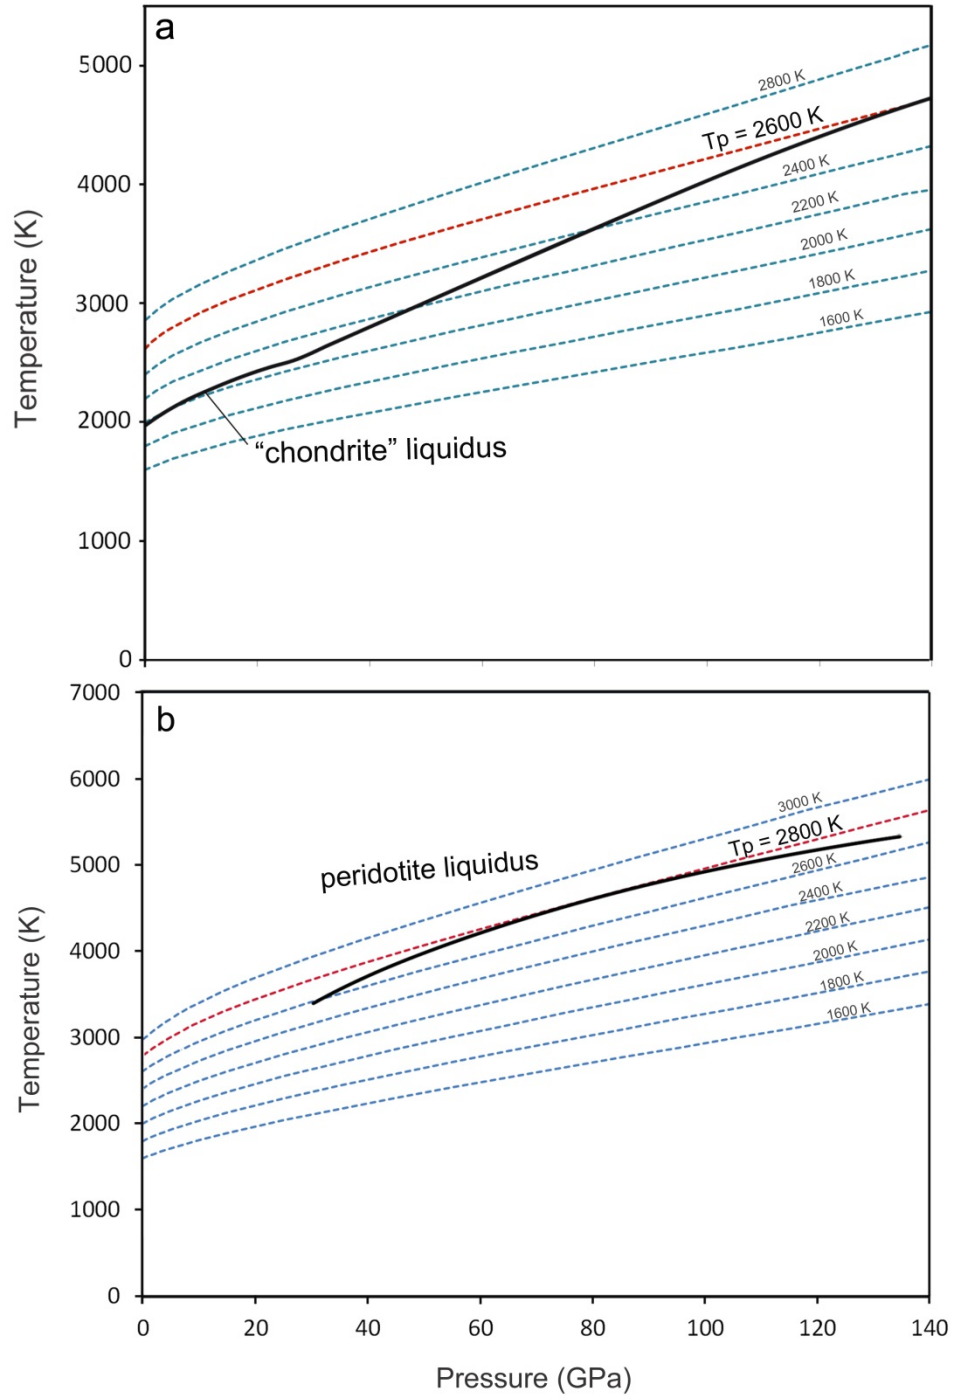 a
5000
4000
3000
2000
1000
0
Temperature (K)
2800 K
Tp = 2600 K
2400 K
2200 K
2000 K
1800 K
1600 K
“chondrite” liquidus
b
7000
6000
5000
4000
3000
2000
1000
0
Temperature (K)
3000 K
Tp = 2800 K
2600 K
2400 K
2200 K
2000 K
1800 K
1600 K
peridotite liquidus
0 20 40 60 80 100 120 140
Pressure (GPa)